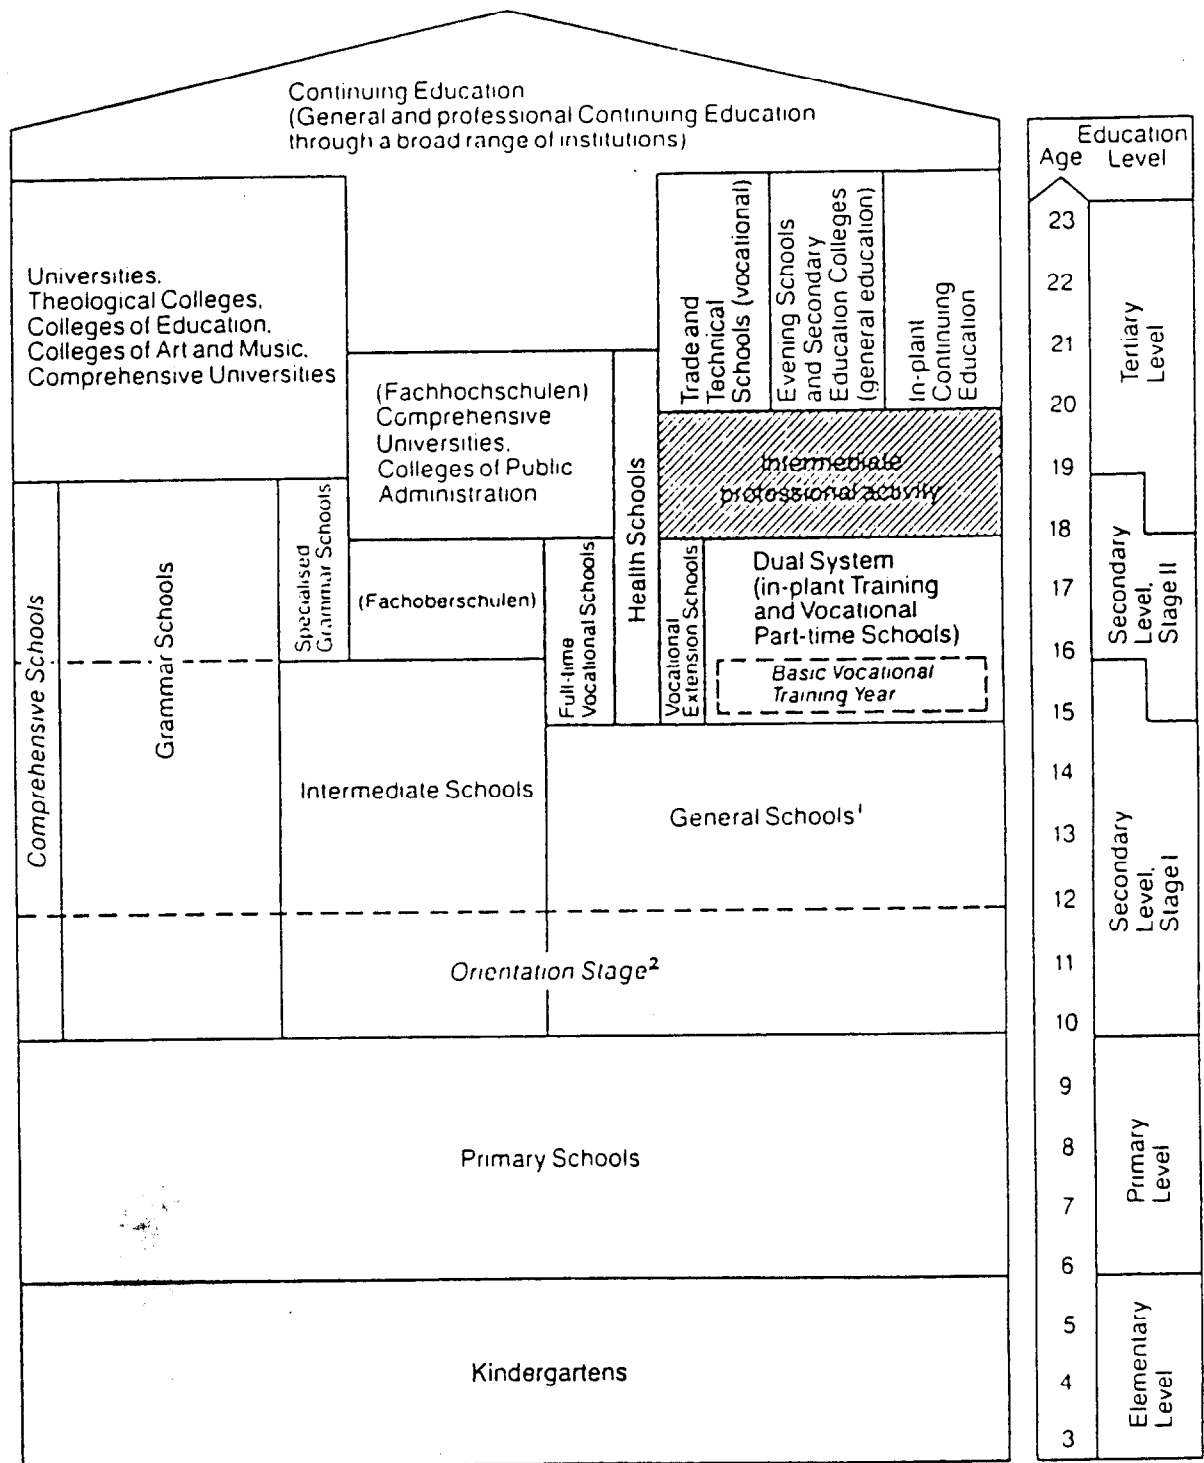 Continuing Education
(General and professional Continuing Education
through a broad range of institutions)
Age
Education
Level
Universities,
Theological Colleges,
Colleges of Education,
Colleges of Art and Music,
Comprehensive Universities
(Fachhochschulen)
Comprehensive
Universities,
Colleges of Public
Administration
Health Schools
Trade and
Technical
Schools (vocational)
Evening Schools
and Secondary
Education Colleges
(general education)
In-plant
Continuing
Education
Intermediate
professional activity
Comprehensive Schools
Grammar Schools
Specialised
Grammar Schools
(Fachoberschulen)
Full-time
Vocational Schools
Vocational
Extension Schools
Dual System
(in-plant Training
and Vocational
Part-time Schools)
Basic Vocational
Training Year
Intermediate Schools
General Schools¹
Orientation Stage²
Primary Schools
Kindergartens
23
22
21
20
19
18
17
16
15
14
13
12
11
10
9
8
7
6
5
4
3
Tertiary
Level
Secondary
Level,
Stage II
Secondary
Level,
Stage I
Primary
Level
Elementary
Level